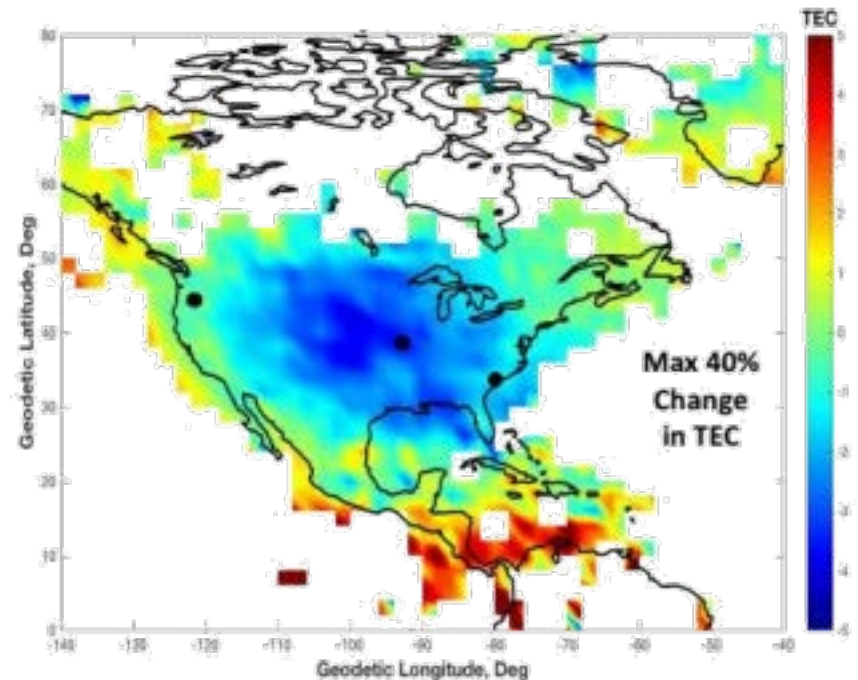 TEC
80
70
60
50
40
30
20
10
0
Geodetic Latitude, Deg
Max 40%
Change
in TEC
-140 -130 -120 -110 -100 -90 -80 -70 -60 -50 -40
Geodetic Longitude, Deg